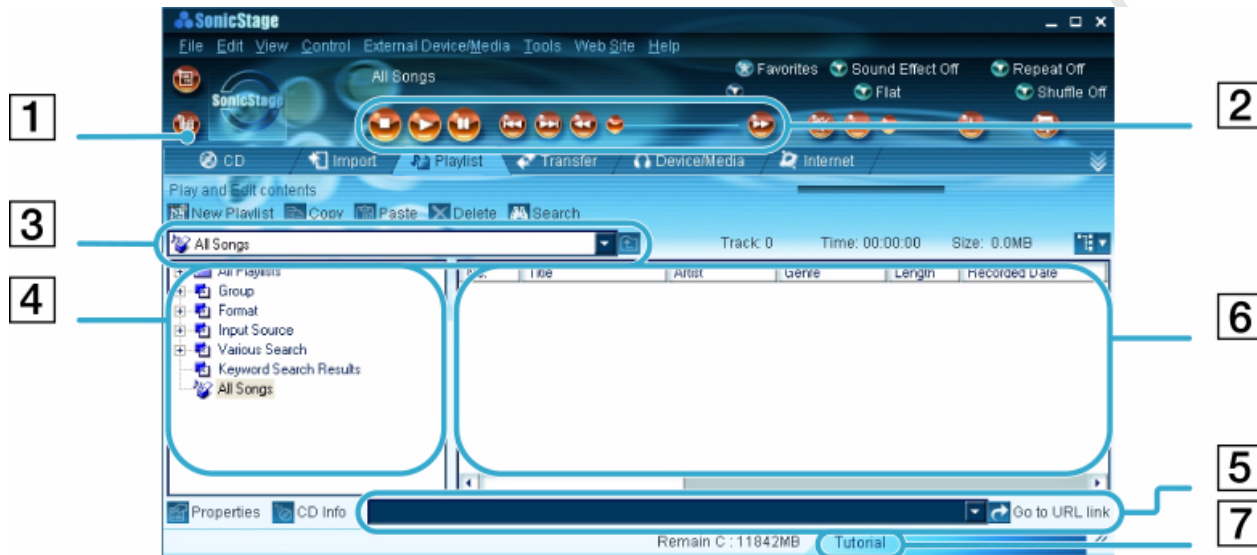 SonicStage
File Edit View Control External Device/Media Tools Web Site Help
All Songs
Favorites Sound Effect Off Repeat Off
Flat Shuffle Off
SonicStage
1
2
CD Import Playlist Transfer Device/Media Internet
Play and Edit contents
New Playlist Copy Paste Delete Search
3
All Songs Track: 0 Time: 00:00:00 Size: 0.0MB
All Playlists No. Title Artist Genre Length Recorded Date
4
Group
Format
6
Input Source
Various Search
Keyword Search Results
All Songs
5
Properties CD Info Go to URL link
7
Remain C : 11842MB Tutorial